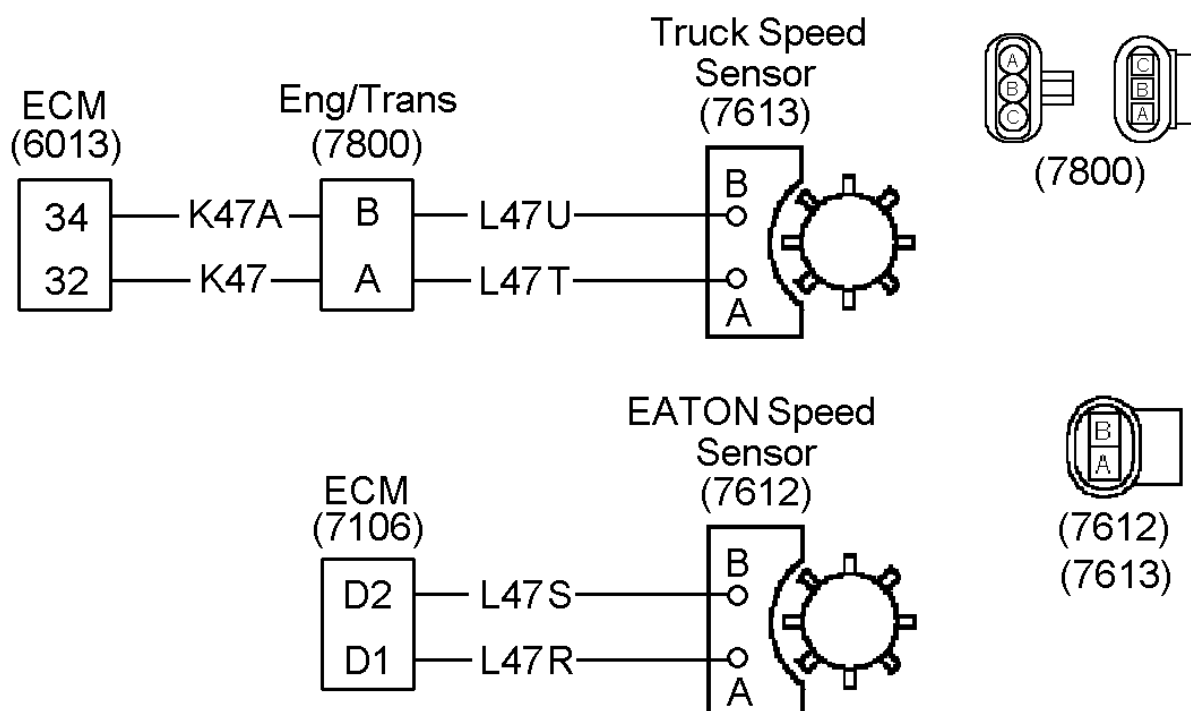 Truck Speed
Sensor
(7613)
ECM
(6013)
Eng/Trans
(7800)
34
K47A
B
L47U
B
32
K47
A
L47T
A
A
B
C
C
B
A
(7800)
EATON Speed
Sensor
(7612)
ECM
(7106)
D2
L47S
B
D1
L47R
A
B
A
(7612)
(7613)